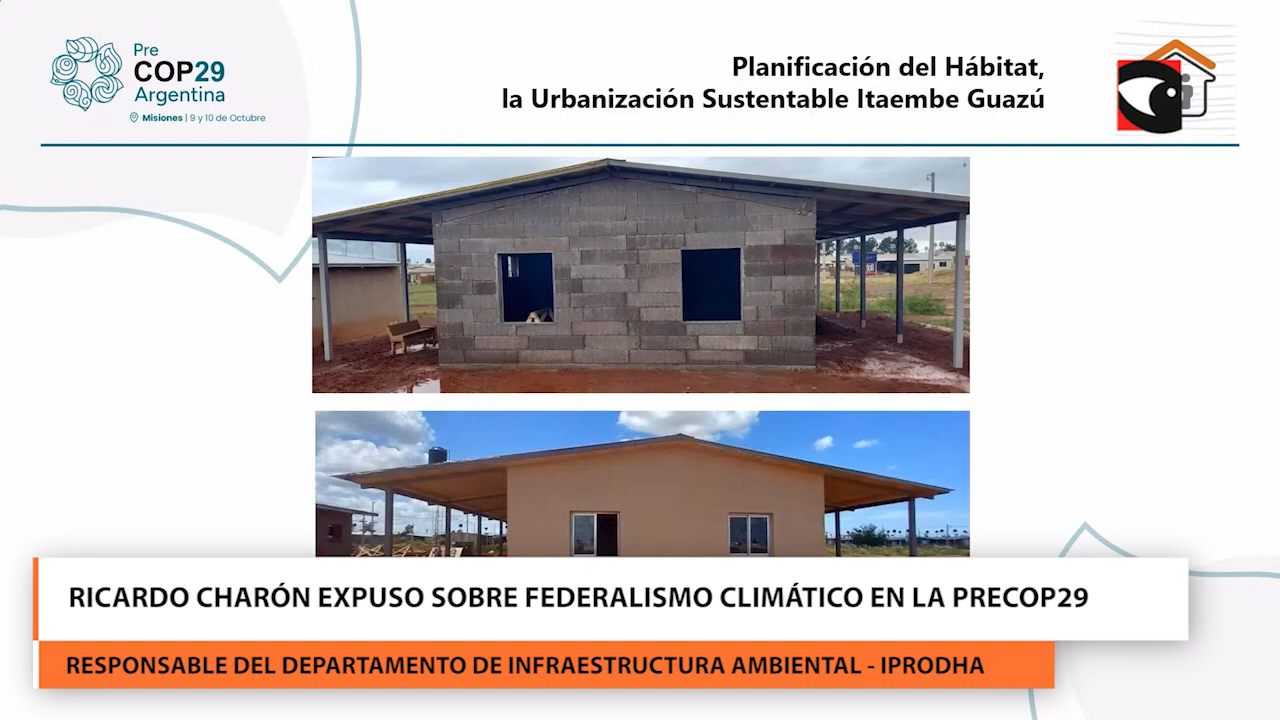 Pre
COP29
Argentina
Misiones | 9 y 10 de Octubre
Planificación del Hábitat,
la Urbanización Sustentable Itaembe Guazú
RICARDO CHARÓN EXPUSO SOBRE FEDERALISMO CLIMÁTICO EN LA PRECOP29
RESPONSABLE DEL DEPARTAMENTO DE INFRAESTRUCTURA AMBIENTAL - IPRODHA